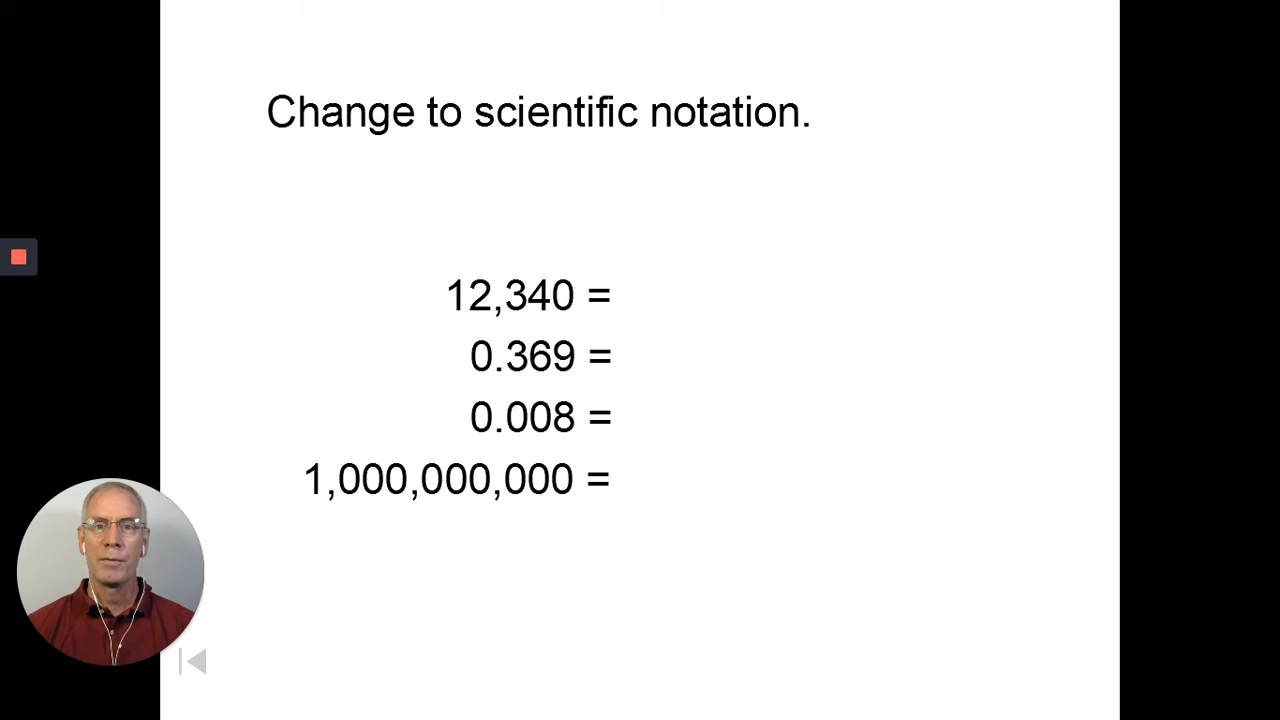 Change to scientific notation.
12,340 =
0.369 =
0.008 =
1,000,000,000 =